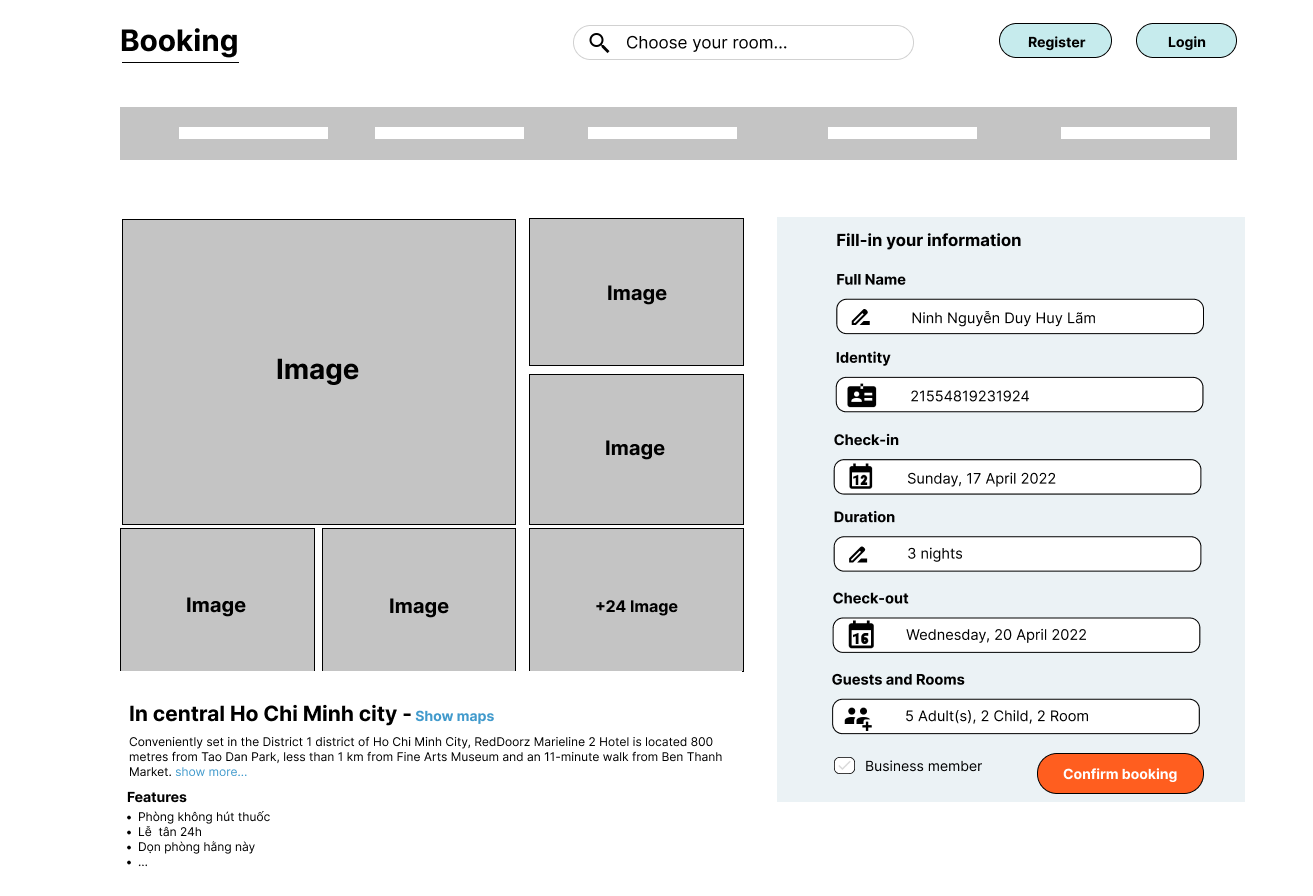 Booking
Choose your room...
Register
Login
Image
Image
Image
Image
Image
+24 Image
In central Ho Chi Minh city - Show maps
Conveniently set in the District 1 district of Ho Chi Minh City, RedDoorz Marieline 2 Hotel is located 800
metres from Tao Dan Park, less than 1 km from Fine Arts Museum and an 11-minute walk from Ben Thanh
Market. show more...
Features
• Phòng không hút thuốc
• Lễ tân 24h
• Dọn phòng hằng này
• ...
Fill-in your information
Full Name
Ninh Nguyễn Duy Huy Lãm
Identity
21554819231924
Check-in
12
Sunday, 17 April 2022
Duration
3 nights
Check-out
16
Wednesday, 20 April 2022
Guests and Rooms
5 Adult(s), 2 Child, 2 Room
Business member
Confirm booking